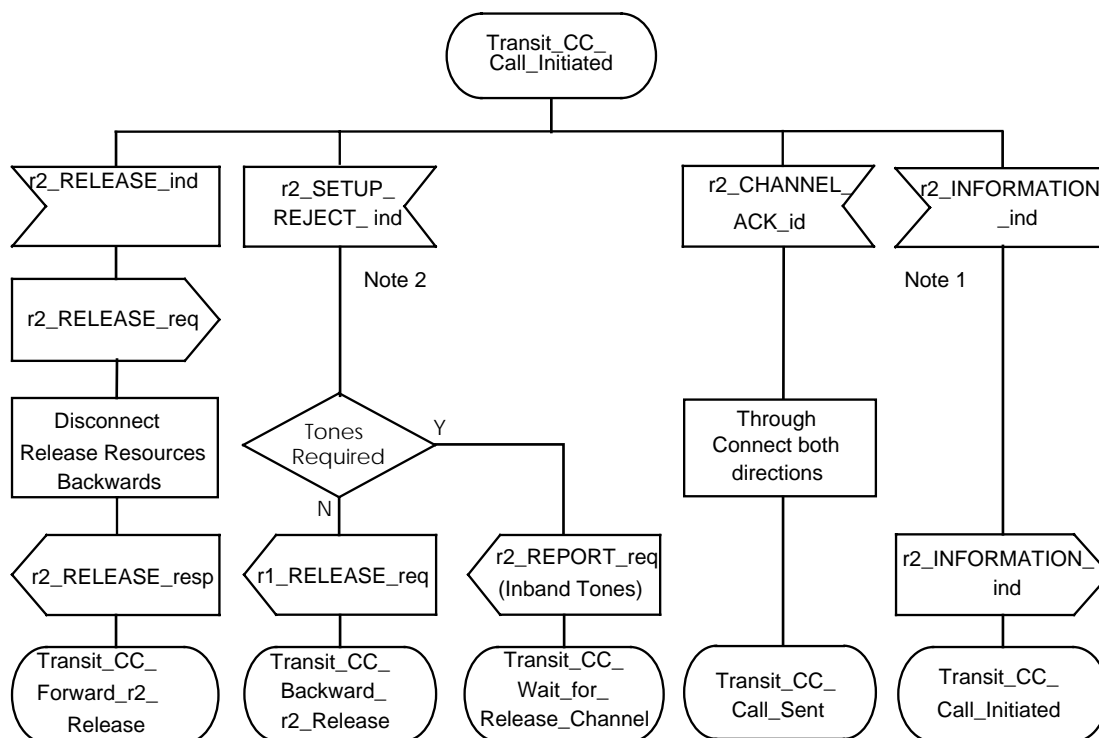 Transit_CC_
Call_Initiated
r2_RELEASE_ind
r2_SETUP_
REJECT_ ind
r2_CHANNEL_
ACK_id
r2_INFORMATION
_ind
Note 2
Note 1
r2_RELEASE_req
Disconnect
Release Resources
Backwards
Tones
Required
Y
N
Through
Connect both
directions
r2_RELEASE_resp
r1_RELEASE_req
r2_REPORT_req
(Inband Tones)
r2_INFORMATION_
ind
Transit_CC_
Forward_r2_
Release
Transit_CC_
Backward_
r2_Release
Transit_CC_
Wait_for_
Release_Channel
Transit_CC_
Call_Sent
Transit_CC_
Call_Initiated